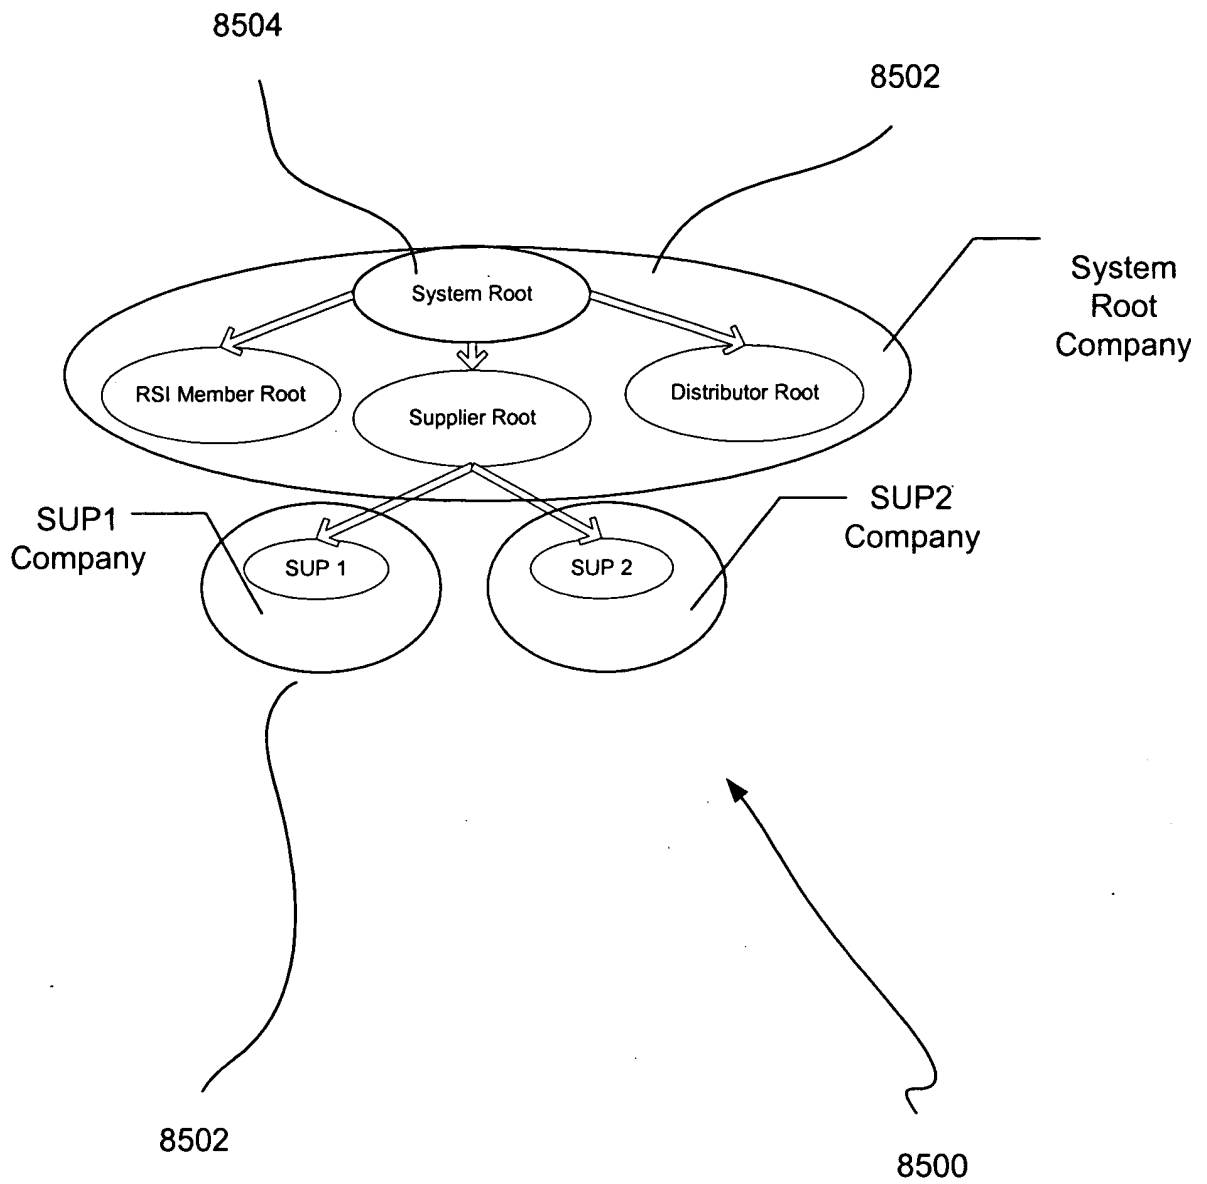 8504
8502
System Root
System
Root
Company
RSI Member Root
Supplier Root
Distributor Root
SUP1
Company
SUP2
Company
SUP 1
SUP 2
8502
8500